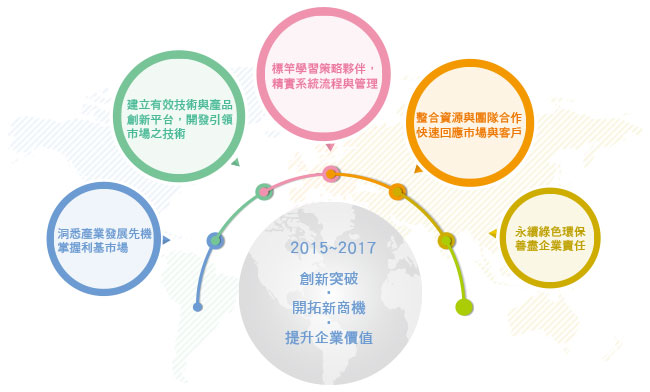 標竿學習策略夥伴，
精實系統流程與管理
建立有效技術與產品
創新平台，開發引領
市場之技術
整合資源與團隊合作
快速回應市場與客戶
洞悉產業發展先機
掌握利基市場
永續綠色環保
善盡企業責任
2015~2017
創新突破
·
開拓新商機
·
提升企業價值